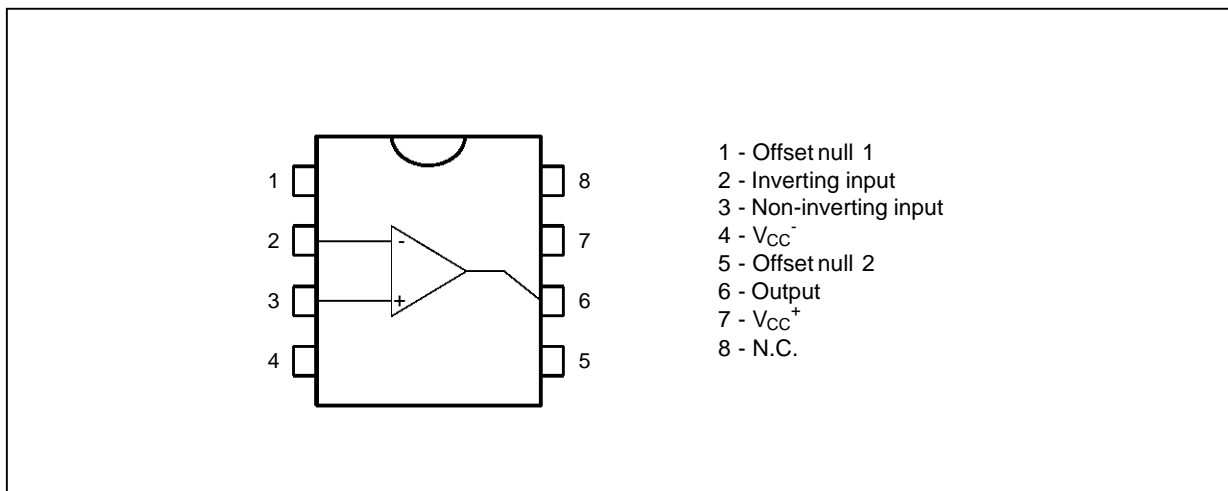 1 8
2 - 7
3 + 6
4 5
1 - Offset null 1
2 - Inverting input
3 - Non-inverting input
4 - VCC-
5 - Offset null 2
6 - Output
7 - VCC+
8 - N.C.